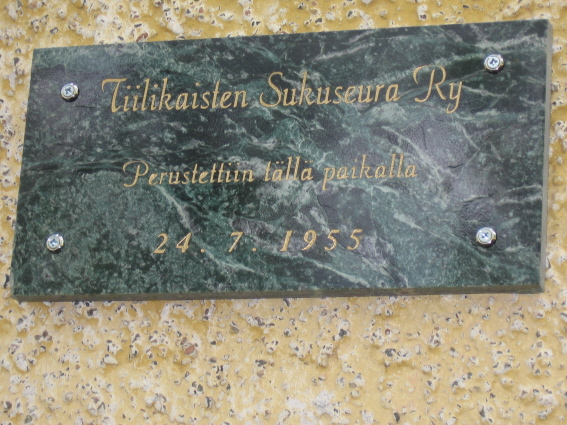 Tiilikaisten Sukuseura Ry
Perustettiin tällä paikalla
24. 7. 1955